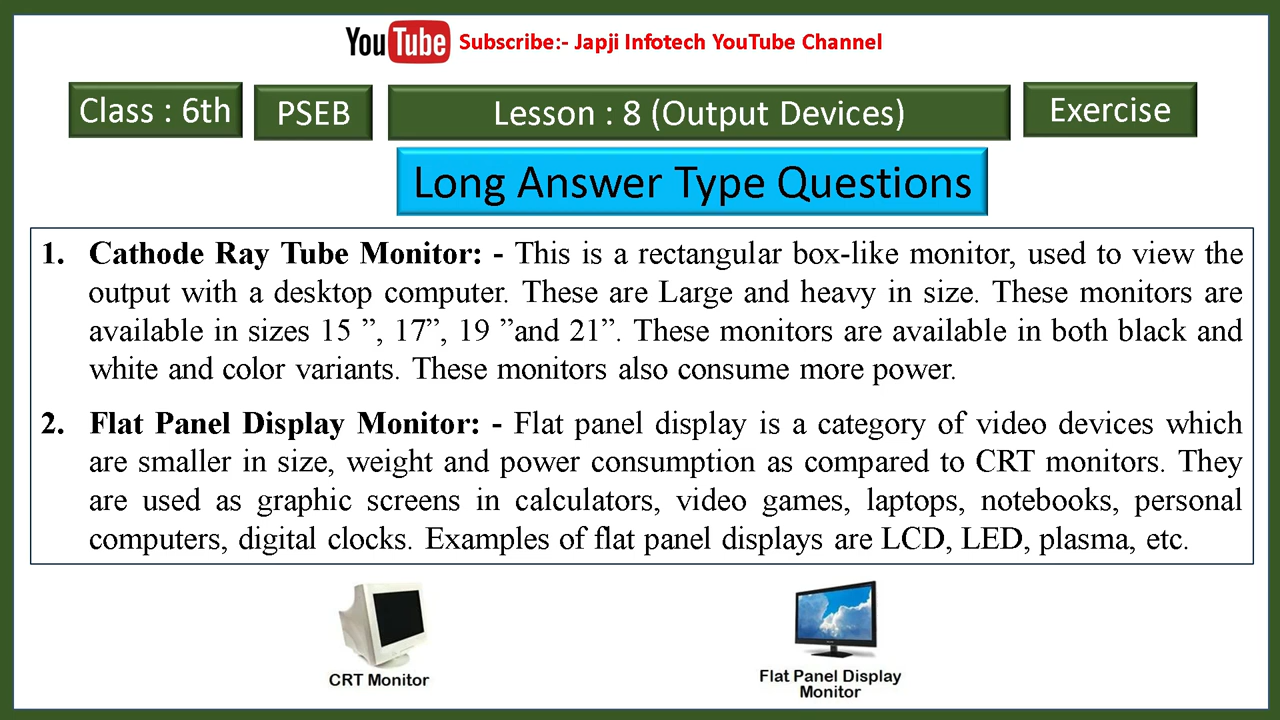 YouTube Subscribe:- Japji Infotech YouTube Channel
Class : 6th PSEB Lesson : 8 (Output Devices) Exercise
Long Answer Type Questions
1. Cathode Ray Tube Monitor: - This is a rectangular box-like monitor, used to view the
output with a desktop computer. These are Large and heavy in size. These monitors are
available in sizes 15 ”, 17”, 19 ”and 21”. These monitors are available in both black and
white and color variants. These monitors also consume more power.
2. Flat Panel Display Monitor: - Flat panel display is a category of video devices which
are smaller in size, weight and power consumption as compared to CRT monitors. They
are used as graphic screens in calculators, video games, laptops, notebooks, personal
computers, digital clocks. Examples of flat panel displays are LCD, LED, plasma, etc.
CRT Monitor
Flat Panel Display
Monitor